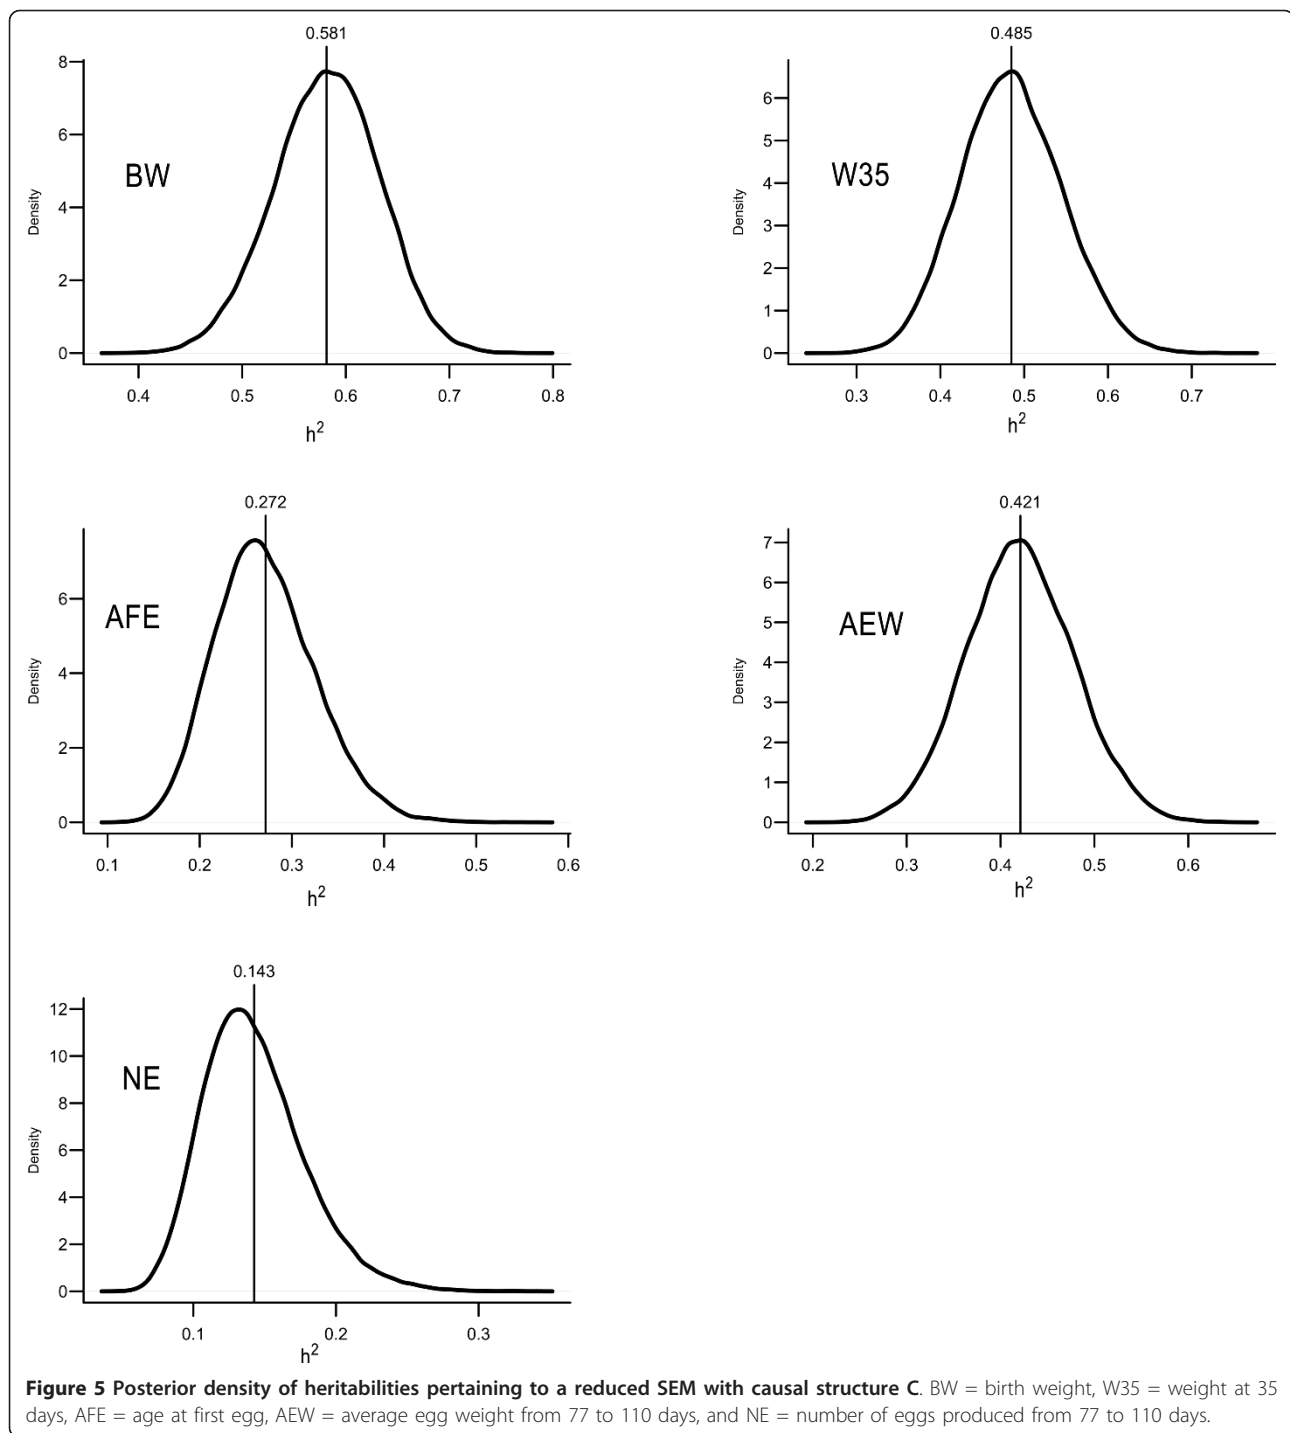 0.581
8
6
4
2
0
Density
BW
0.4 0.5 0.6 0.7 0.8
h2
0.485
6
5
4
3
2
1
0
Density
W35
0.3 0.4 0.5 0.6 0.7
h2
0.272
6
4
2
0
Density
AFE
0.1 0.2 0.3 0.4 0.5 0.6
h2
0.421
7
6
5
4
3
2
1
0
Density
AEW
0.2 0.3 0.4 0.5 0.6
h2
0.143
12
10
8
6
4
2
0
Density
NE
0.1 0.2 0.3
h2
Figure 5 Posterior density of heritabilities pertaining to a reduced SEM with causal structure C. BW = birth weight, W35 = weight at 35
days, AFE = age at first egg, AEW = average egg weight from 77 to 110 days, and NE = number of eggs produced from 77 to 110 days.